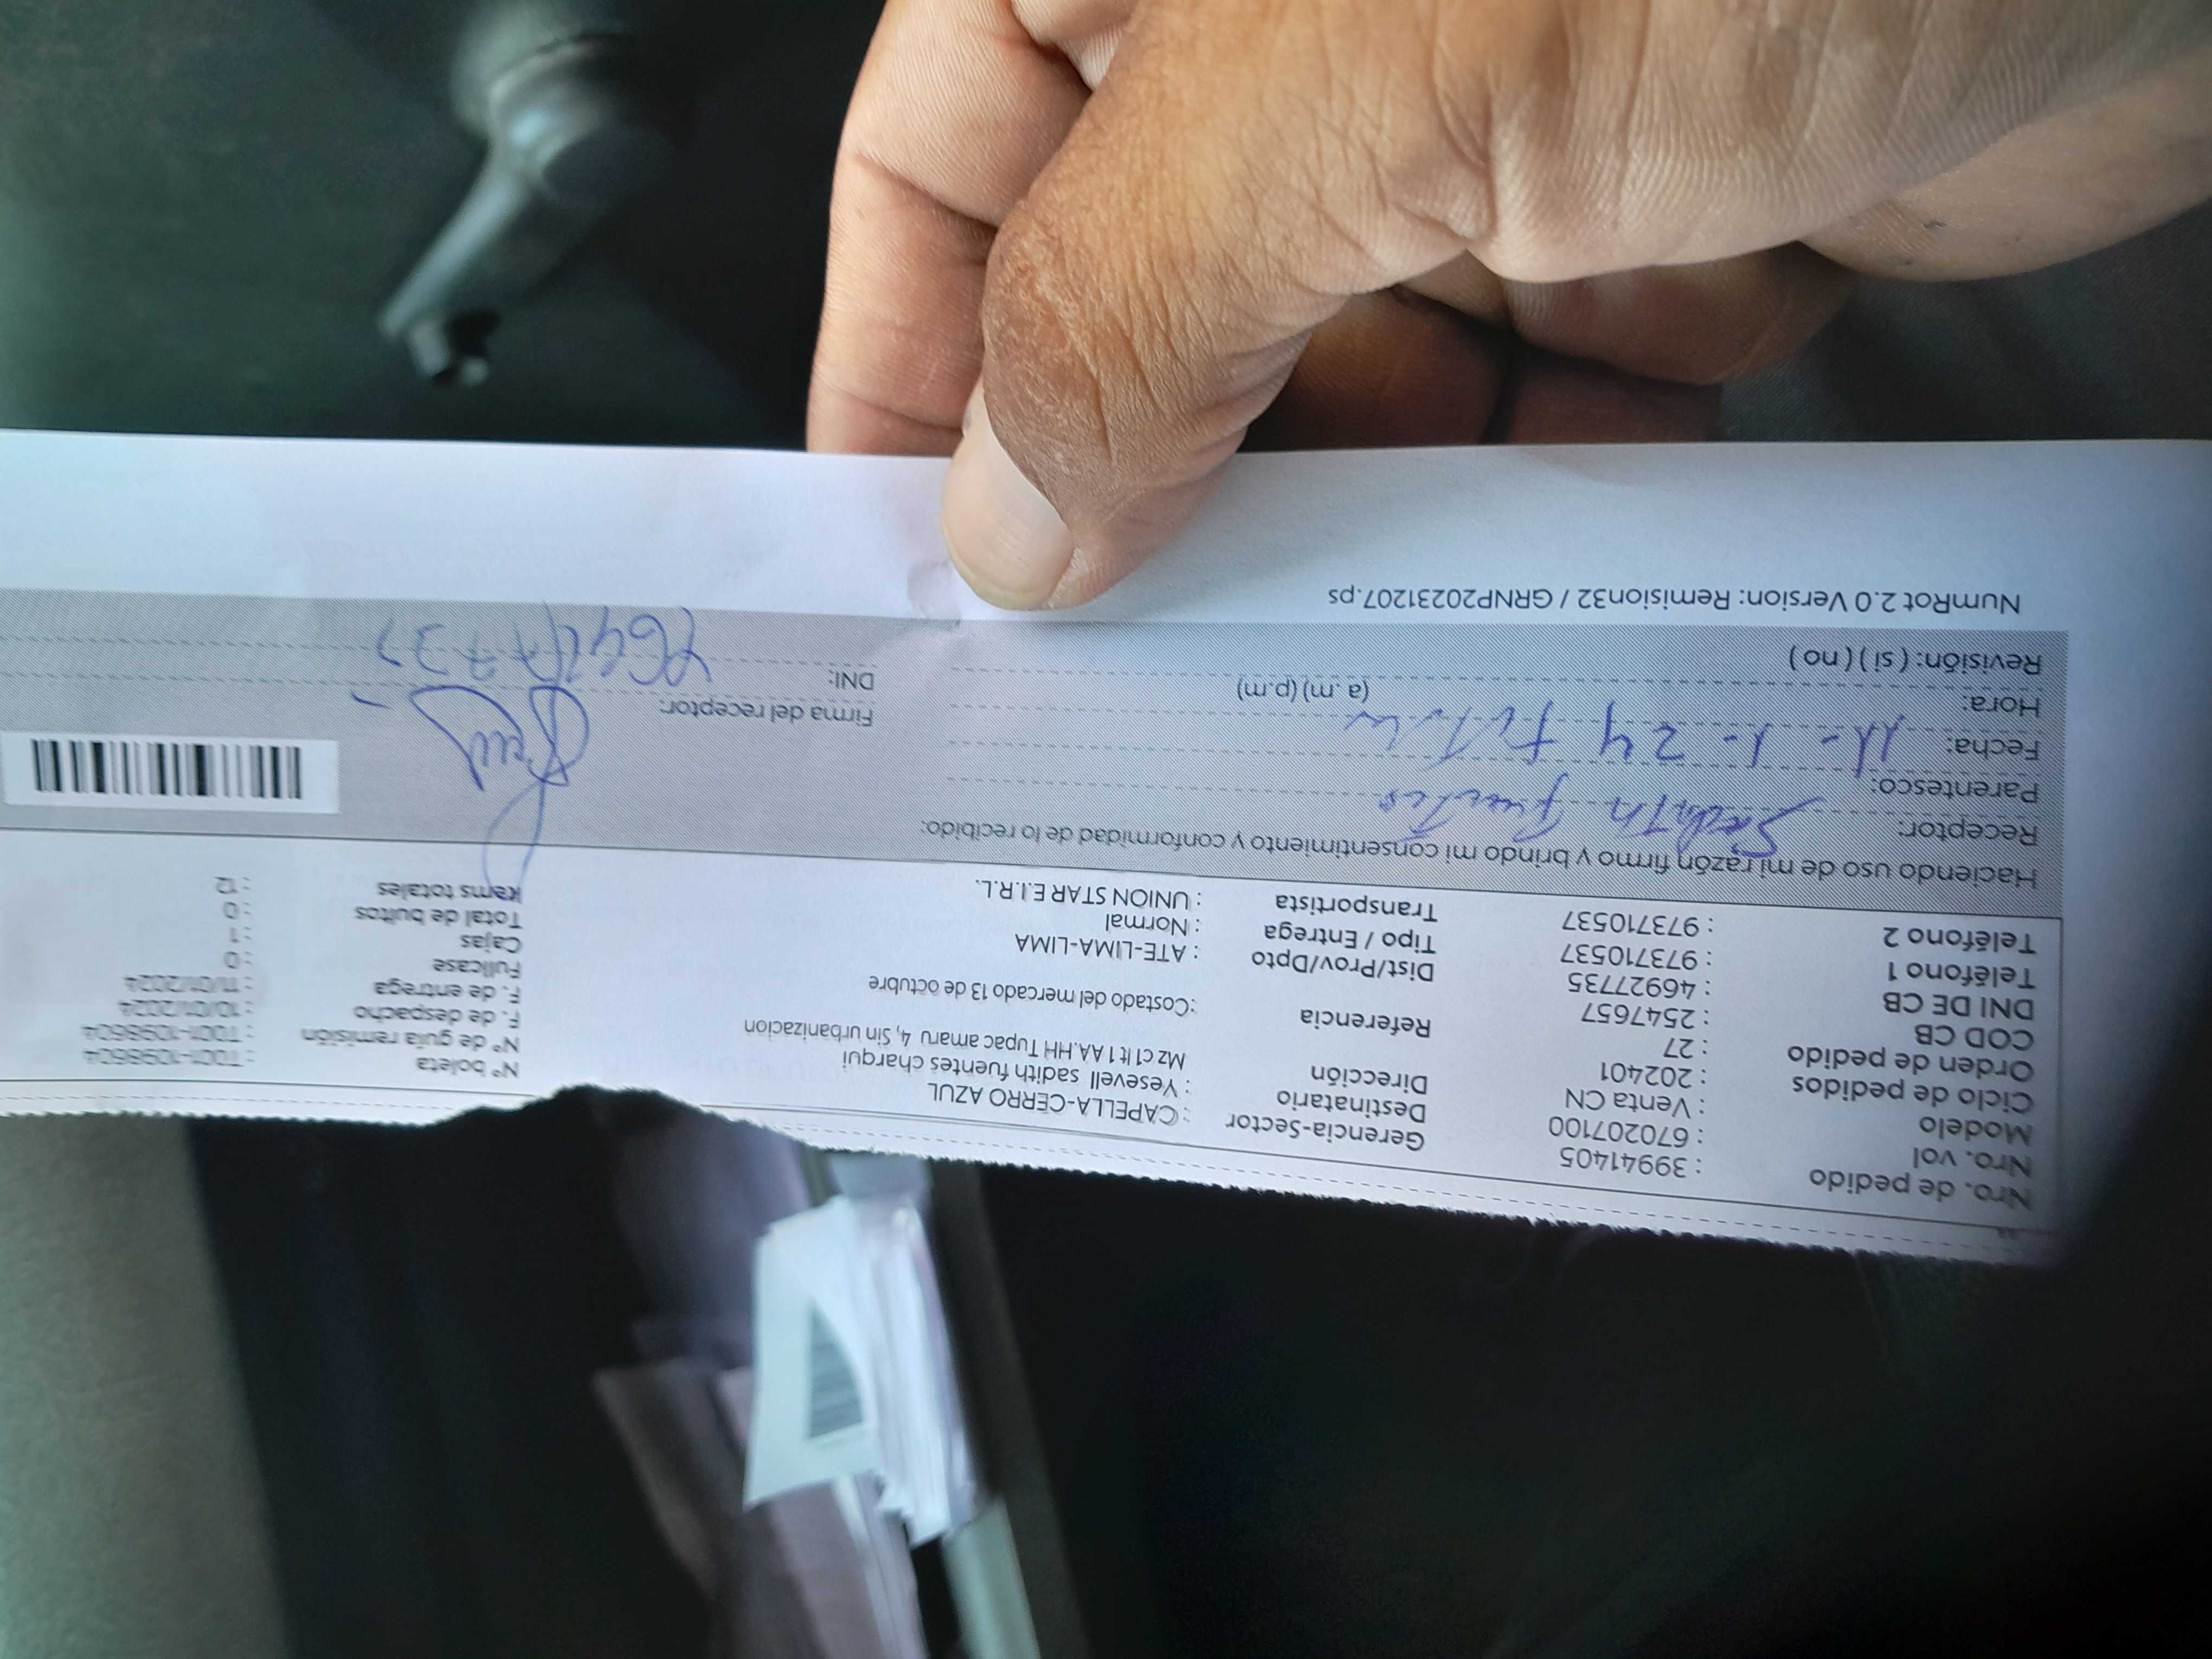 Nro. de pedido : 39941405
Nro. vol : 670207100
Modelo : Venta CN
Ciclo de pedidos : 202401
Orden de pedido : 27
COD CB : 2547657
DNI DE CB : 46927735
Teléfono 1 : 973710537
Teléfono 2 : 973710537
Gerencia-Sector : CAPELLA-CERRO AZUL
Destinatario : Yesevell sadith fuentes charqui
Dirección Mz c1 lt 1 AA.HH Tupac amaru 4, Sin urbanizacion
Referencia :Costado del mercado 13 de octubre
Dist/Prov/Dpto : ATE-LIMA-LIMA
Tipo / Entrega : Normal
Transportista : UNION STAR E.I.R.L.
N° boleta : T001-1098604
N° de guía remisión : T001-1098604
F. de despacho : 10/01/2024
F. de entrega : 11/01/2024
Fullcase : 0
Cajas : 1
Total de bultos : 0
Items totales : 12
Haciendo uso de mi razón firmo y brindo mi consentimiento y conformidad de lo recibido:
Receptor:
Parentesco:
Fecha: 11-1-24
Hora: (a.m) (p.m)
Revisión: ( si ) ( no )
Firma del receptor:
DNI:
NumRot 2.0 Version: Remision32 / GRNP20231207.ps